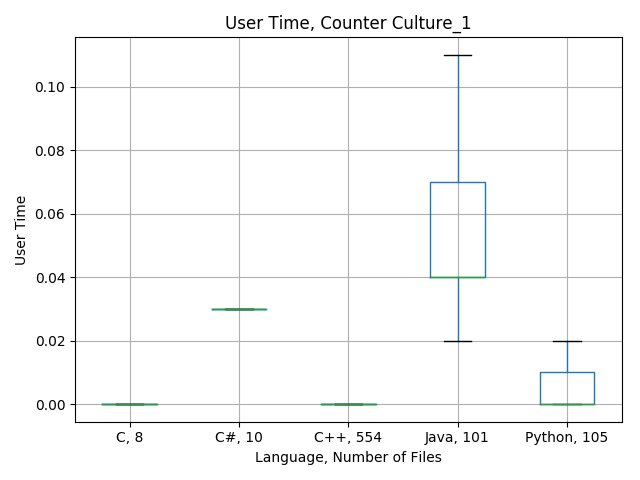 User Time, Counter Culture_1
User Time
0.10
0.08
0.06
0.04
0.02
0.00
C, 8
C#, 10
C++, 554
Java, 101
Python, 105
Language, Number of Files